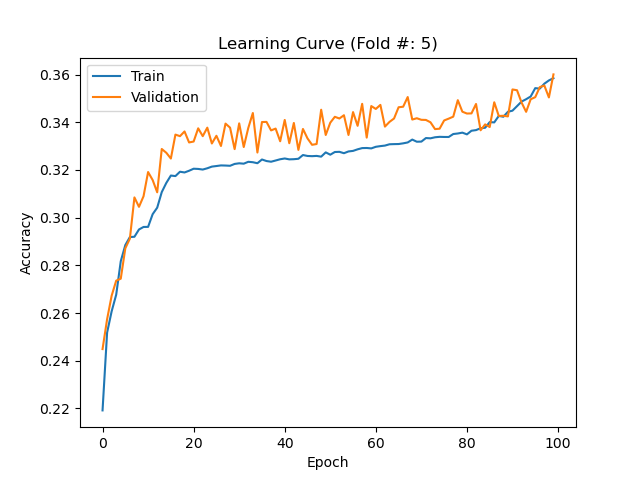 Learning Curve (Fold #: 5)
Train
Validation
0.36
0.34
0.32
0.30
0.28
0.26
0.24
0.22
Accuracy
0 20 40 60 80 100
Epoch